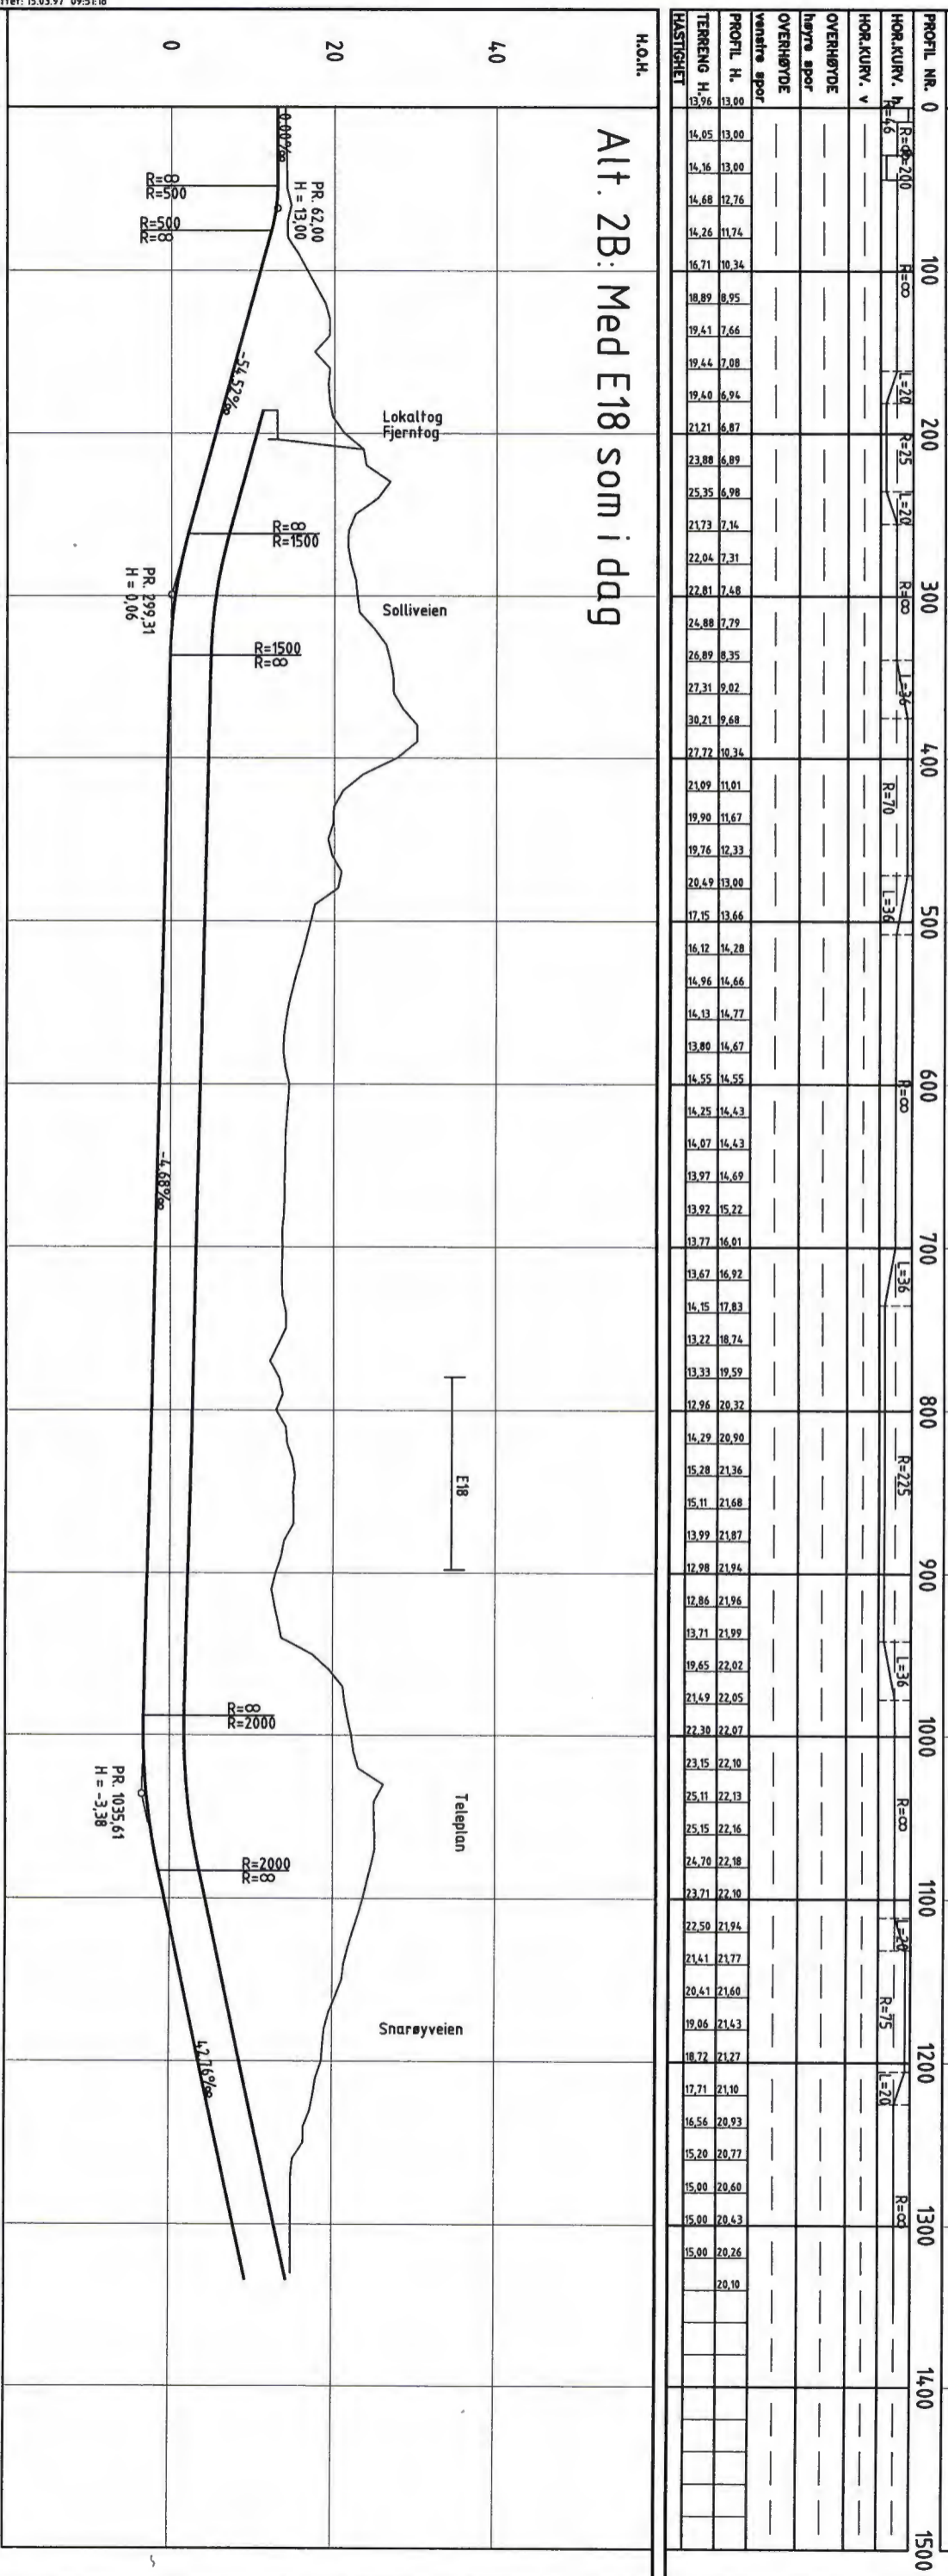 Alt. 2B: Med E18 som i dag
H.O.H.
40
20
0
0.00‰
PR. 62,00
H = 13,00
R=∞
R=500
R=500
R=∞
-54.52‰
Lokaltog
Fjerntog
R=∞
R=1500
PR. 299,31
H = 0,06
Solliveien
R=1500
R=∞
-4.68‰
E18
R=∞
R=2000
PR. 1035,61
H = -3,38
Teleplan
R=2000
R=∞
Snarøyveien
42.76‰
HASTIGHET
TERRENG H. 13,96 14,05 14,16 14,68 14,26 16,71 18,89 19,41 19,44 19,40 21,21 23,88 25,35 21,73 22,04 22,81 24,88 26,89 27,31 30,21 27,72 21,09 19,90 19,76 20,49 17,15 16,12 14,96 14,13 13,80 14,55 14,25 14,07 13,97 13,92 13,77 13,67 14,15 13,22 13,33 12,96 14,29 15,28 15,11 13,99 12,98 12,86 13,71 19,65 21,49 22,30 23,15 25,11 25,15 24,70 23,71 22,50 21,41 20,41 19,06 18,72 17,71 16,56 15,20 15,00 15,00 15,00
PROFIL H. 13,00 13,00 13,00 12,76 11,74 10,34 8,95 7,66 7,08 6,94 6,87 6,89 6,98 7,14 7,31 7,48 7,79 8,35 9,02 9,68 10,34 11,01 11,67 12,33 13,00 13,66 14,28 14,66 14,77 14,67 14,55 14,43 14,43 14,69 15,22 16,01 16,92 17,83 18,74 19,59 20,32 20,90 21,36 21,68 21,87 21,94 21,96 21,99 22,02 22,05 22,07 22,10 22,13 22,16 22,18 22,10 21,94 21,77 21,60 21,43 21,27 21,10 20,93 20,77 20,60 20,43 20,26 20,10
venstre spor
OVERHØYDE
høyre spor
OVERHØYDE
HOR.KURV. v
HOR.KURV. h R=46 R=∞ R=200 R=∞ L=20 R=25 L=20 R=∞ L=36 R=70 L=36 R=∞ L=36 R=225 L=36 R=∞ L=20 R=75 L=20 R=∞
PROFIL NR. 0 100 200 300 400 500 600 700 800 900 1000 1100 1200 1300 1400 1500